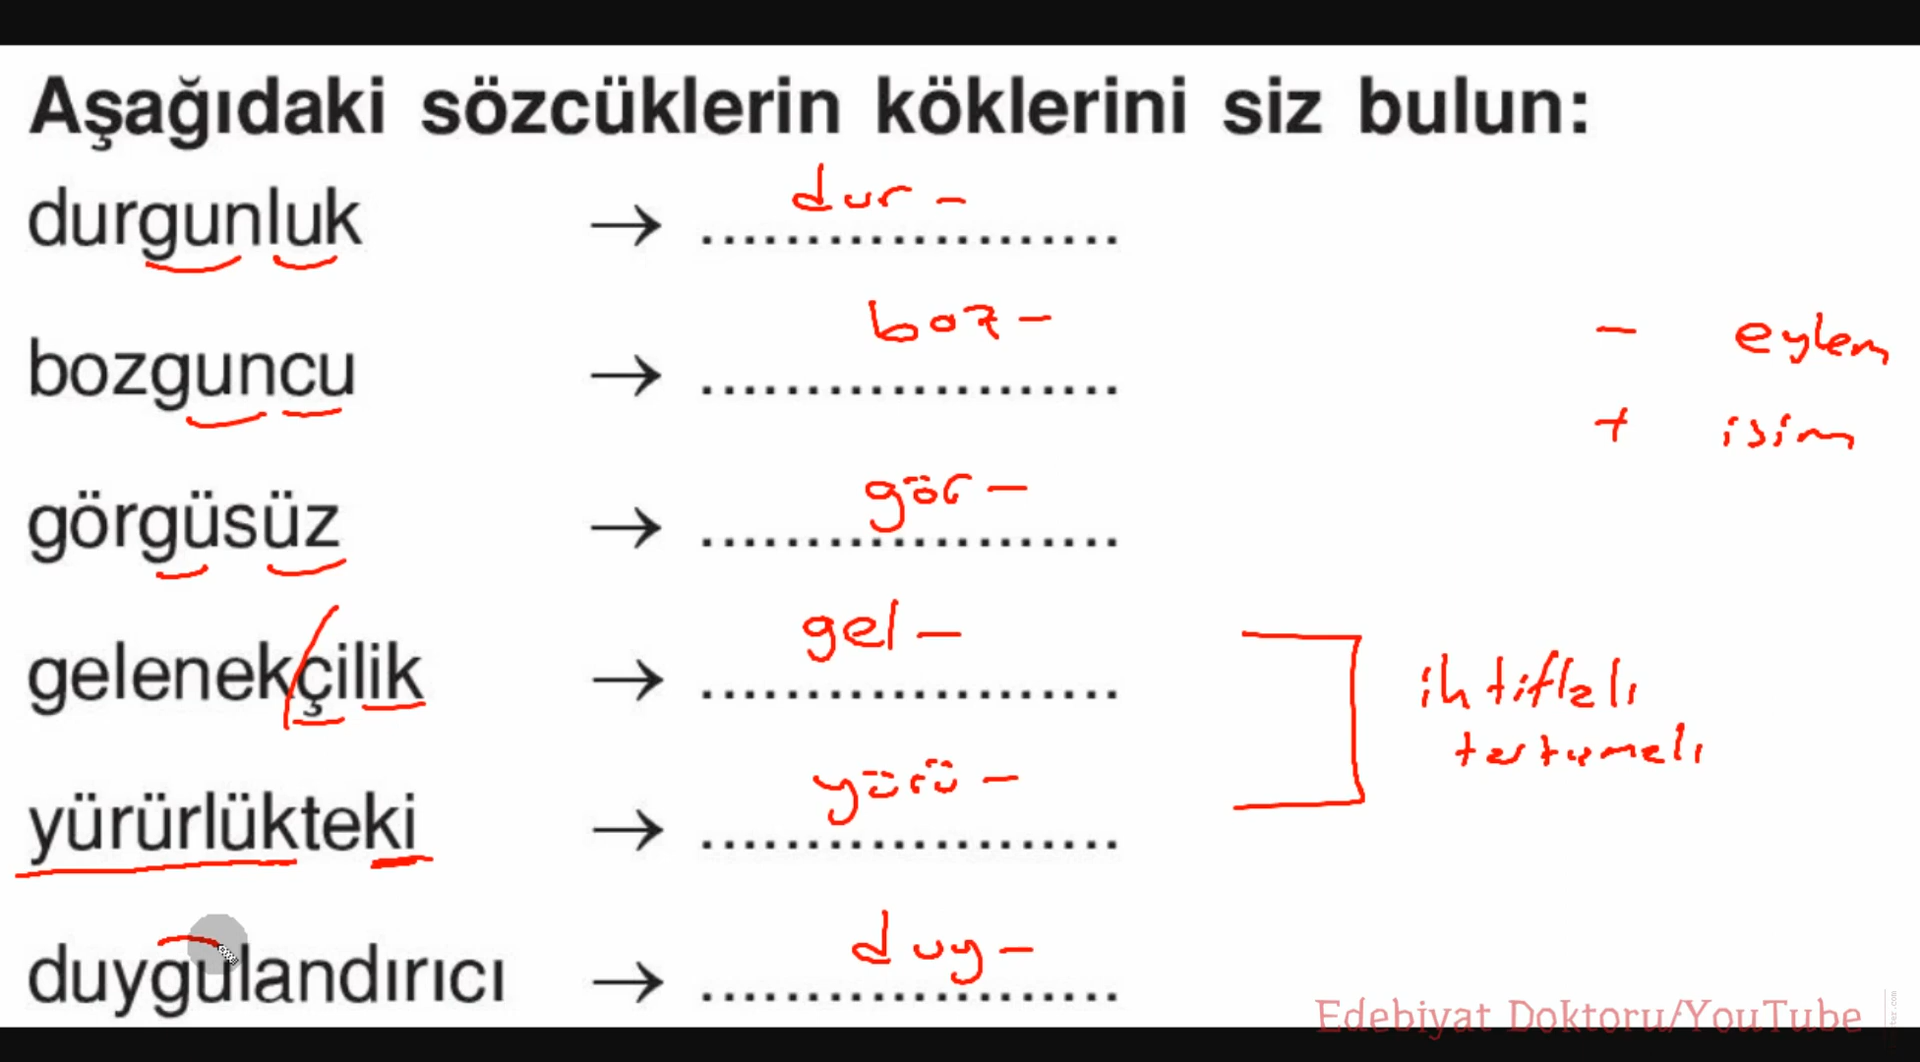 Aşağıdaki sözcüklerin köklerini siz bulun:
durgunluk → dur -
bozguncu → boz -
- eylem
+ isim
görgüsüz → gör -
gelenekçilik → gel -
ihtiflalı
tartışmalı
yürürlükteki → yürü -
duygulandırıcı → duy -
Edebiyat Doktoru/YouTube